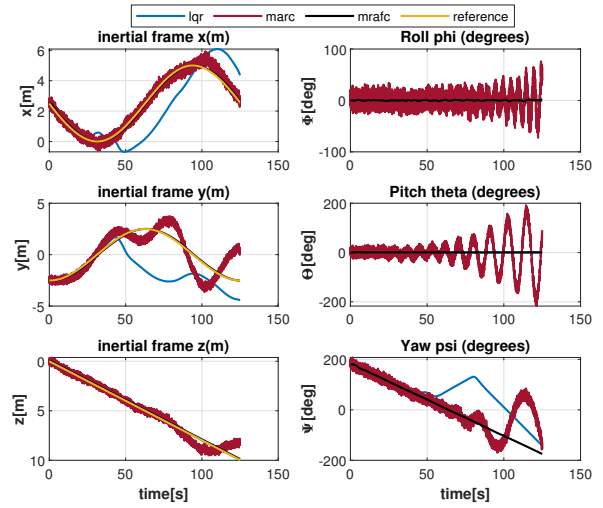 lqr marc mrafc reference
inertial frame x(m)
x[m]
6
4
2
0
0 50 100 150
Roll phi (degrees)
Φ[deg]
100
0
-100
0 50 100 150
inertial frame y(m)
y[m]
5
0
-5
0 50 100 150
Pitch theta (degrees)
Θ[deg]
200
0
-200
0 50 100 150
inertial frame z(m)
z[m]
0
5
10
0 50 100 150
time[s]
Yaw psi (degrees)
Ψ[deg]
200
0
-200
0 50 100 150
time[s]